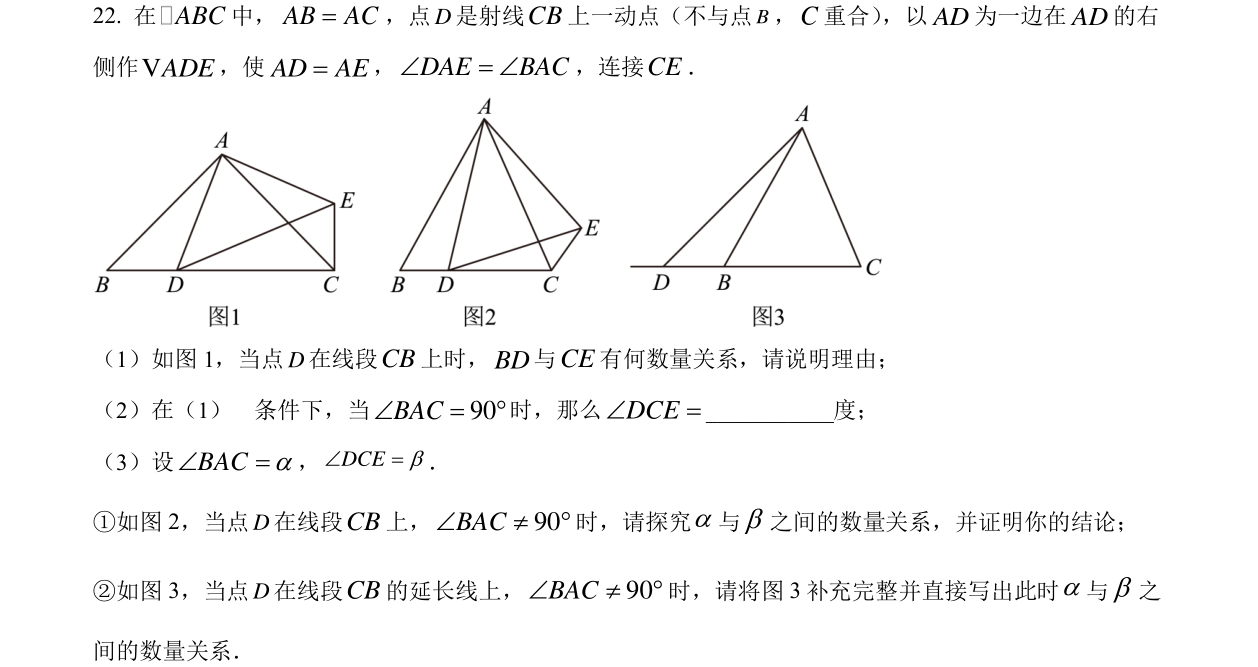 22. 在□ABC中，AB = AC，点D是射线CB上一动点（不与点B，C重合），以AD为一边在AD的右
侧作VADE，使AD = AE，∠DAE = ∠BAC，连接CE．
A
E
B
D
C
图1
A
E
B
D
C
图2
A
D
B
C
图3
（1）如图1，当点D在线段CB上时，BD与CE有何数量关系，请说明理由；
（2）在（1） 条件下，当∠BAC = 90°时，那么∠DCE = ___________度；
（3）设∠BAC = α，∠DCE = β．
①如图2，当点D在线段CB上，∠BAC ≠ 90°时，请探究α与β之间的数量关系，并证明你的结论；
②如图3，当点D在线段CB的延长线上，∠BAC ≠ 90°时，请将图3补充完整并直接写出此时α与β之
间的数量关系．